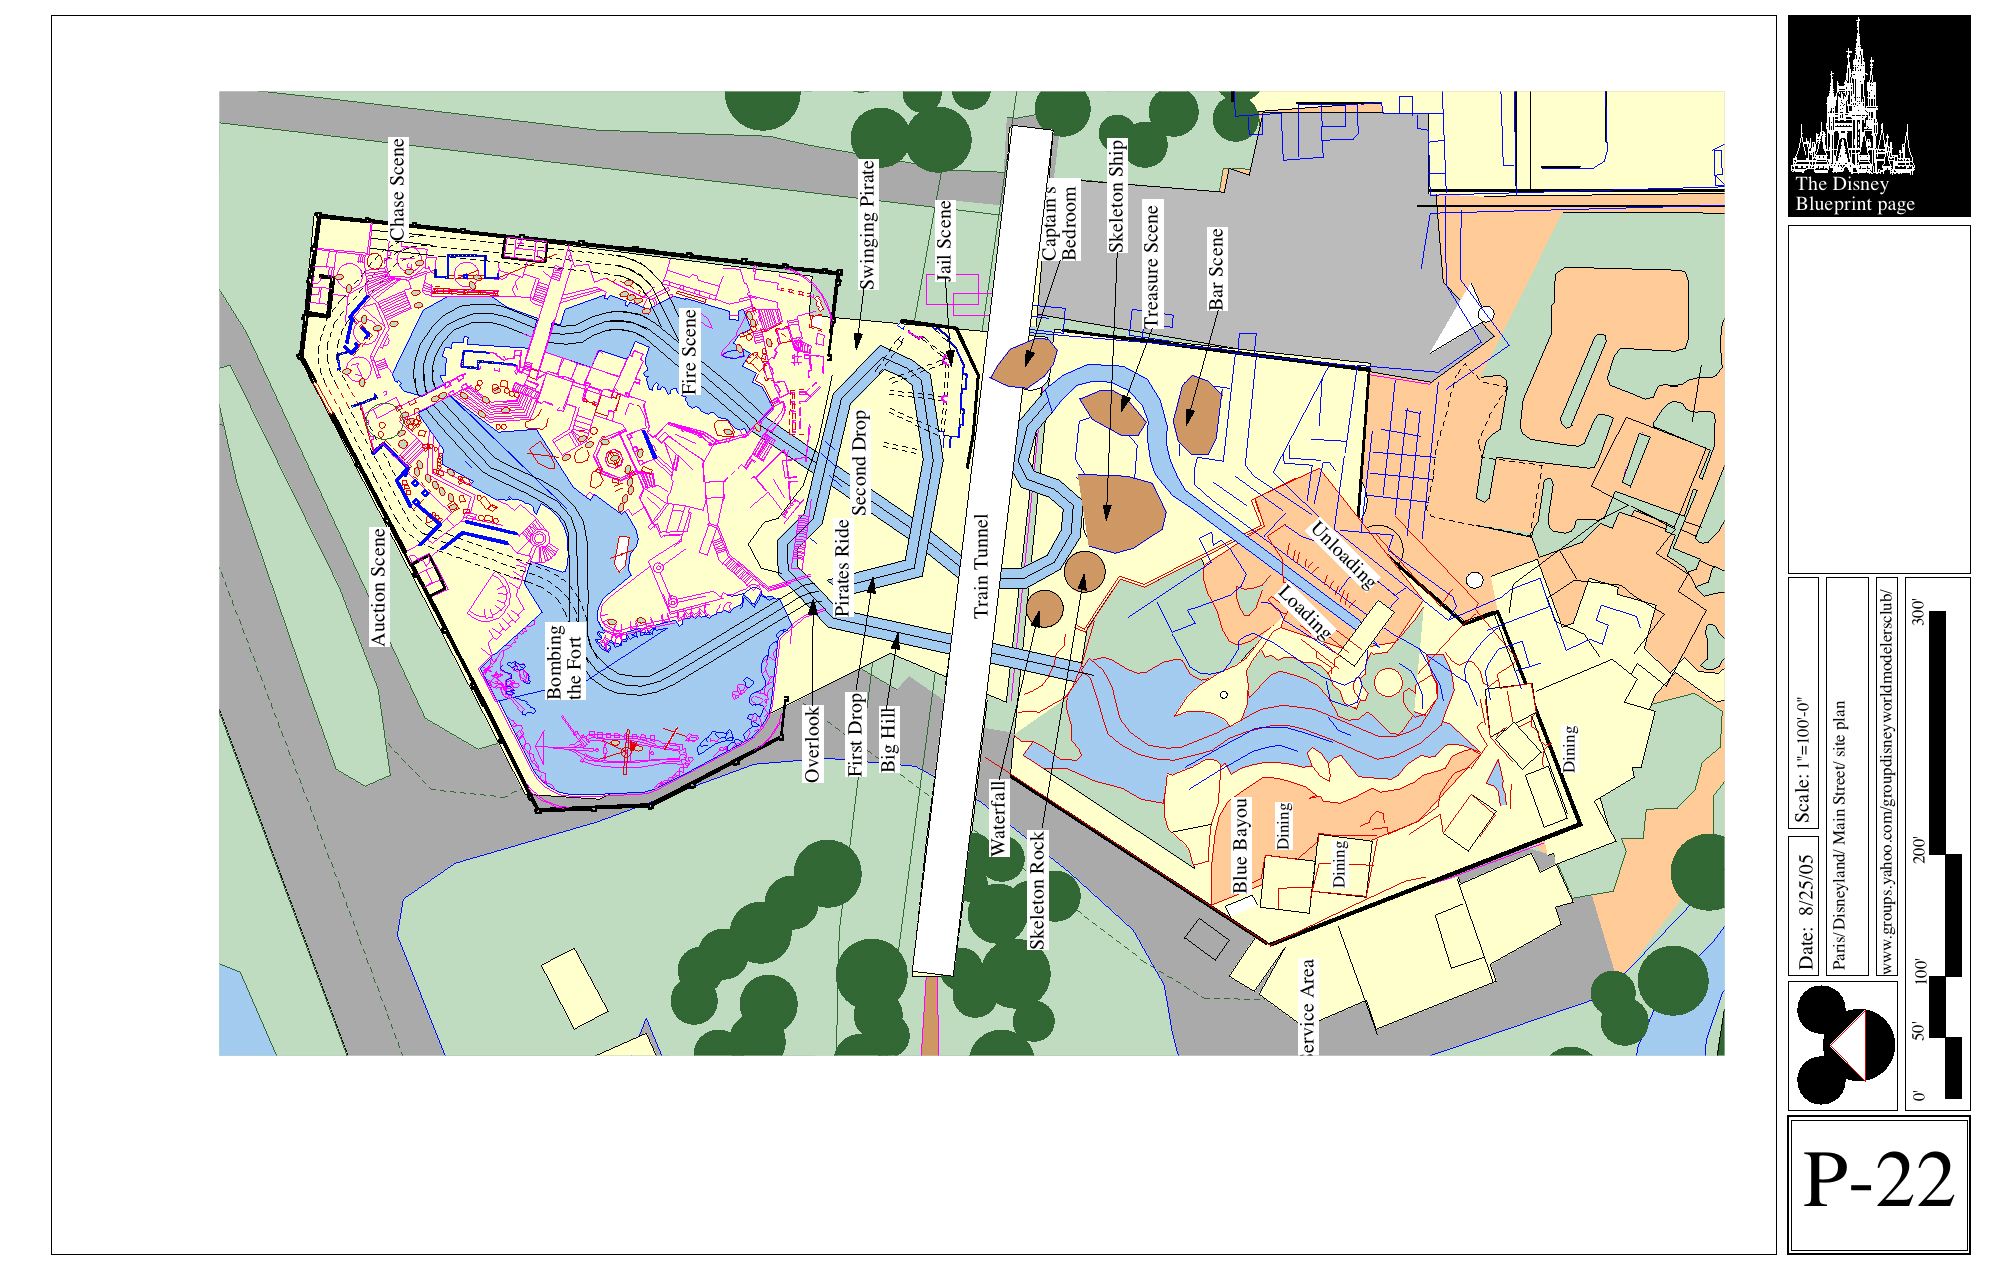 The Disney
Blueprint page
Chase Scene
Swinging Pirate
Jail Scene
Captain's
Bedroom
Skeleton Ship
Treasure Scene
Bar Scene
Fire Scene
Second Drop
Auction Scene
Pirates Ride
Train Tunnel
Unloading
Loading
Bombing
the Fort
Overlook
First Drop
Big Hill
Waterfall
Skeleton Rock
Blue Bayou
Dining
Dining
Dining
ervice Area
Scale: 1"=100'-0"
Date: 8/25/05
Paris/ Disneyland/ Main Street/ site plan
www.groups.yahoo.com/groupdisneyworldmodelersclub/
0'
50'
100'
200'
300'
P-22